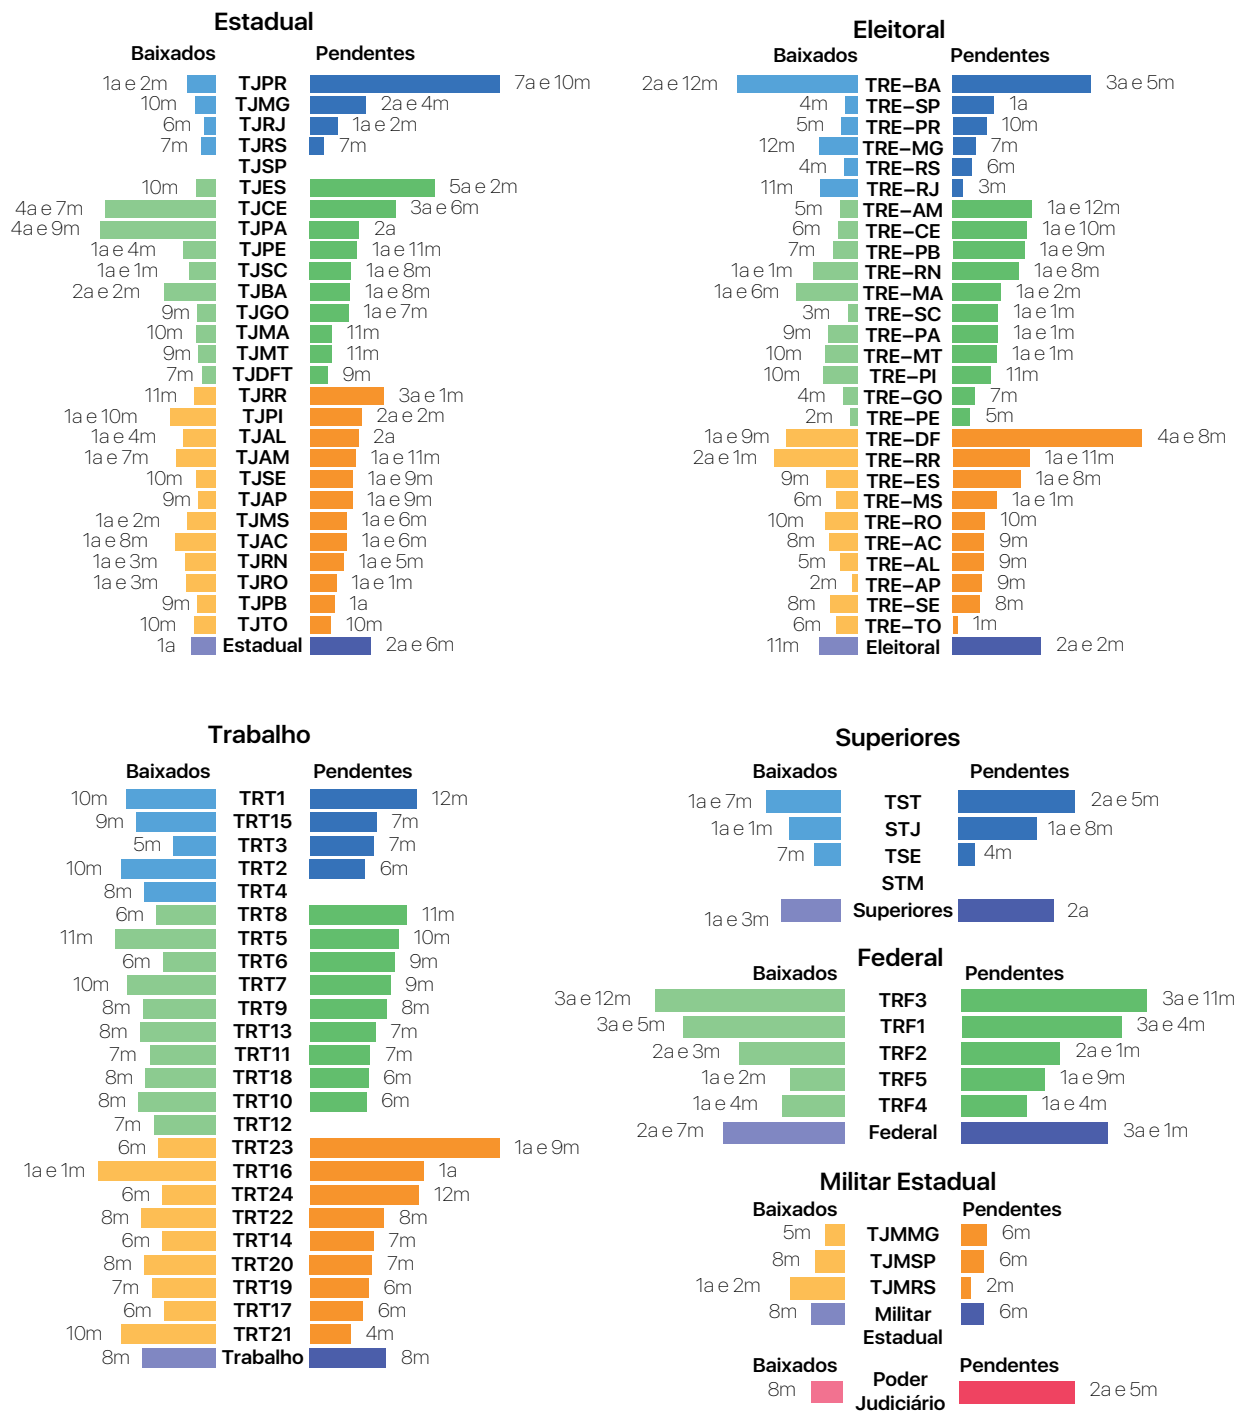 Estadual
Baixados Pendentes
1a e 2m TJPR 7a e 10m
10m TJMG 2a e 4m
6m TJRJ 1a e 2m
7m TJRS 7m
TJSP
10m TJES 5a e 2m
4a e 7m TJCE 3a e 6m
4a e 9m TJPA 2a
1a e 4m TJPE 1a e 11m
1a e 1m TJSC 1a e 8m
2a e 2m TJBA 1a e 8m
9m TJGO 1a e 7m
10m TJMA 11m
9m TJMT 11m
7m TJDFT 9m
11m TJRR 3a e 1m
1a e 10m TJPI 2a e 2m
1a e 4m TJAL 2a
1a e 7m TJAM 1a e 11m
10m TJSE 1a e 9m
9m TJAP 1a e 9m
1a e 2m TJMS 1a e 6m
1a e 8m TJAC 1a e 6m
1a e 3m TJRN 1a e 5m
1a e 3m TJRO 1a e 1m
9m TJPB 1a
10m TJTO 10m
1a Estadual 2a e 6m
Eleitoral
Baixados Pendentes
2a e 12m TRE–BA 3a e 5m
4m TRE–SP 1a
5m TRE–PR 10m
12m TRE–MG 7m
4m TRE–RS 6m
11m TRE–RJ 3m
5m TRE–AM 1a e 12m
6m TRE–CE 1a e 10m
7m TRE–PB 1a e 9m
1a e 1m TRE–RN 1a e 8m
1a e 6m TRE–MA 1a e 2m
3m TRE–SC 1a e 1m
9m TRE–PA 1a e 1m
10m TRE–MT 1a e 1m
10m TRE–PI 11m
4m TRE–GO 7m
2m TRE–PE 5m
1a e 9m TRE–DF 4a e 8m
2a e 1m TRE–RR 1a e 11m
9m TRE–ES 1a e 8m
6m TRE–MS 1a e 1m
10m TRE–RO 10m
8m TRE–AC 9m
5m TRE–AL 9m
2m TRE–AP 9m
8m TRE–SE 8m
6m TRE–TO 1m
11m Eleitoral 2a e 2m
Trabalho
Baixados Pendentes
10m TRT1 12m
9m TRT15 7m
5m TRT3 7m
10m TRT2 6m
8m TRT4
6m TRT8 11m
11m TRT5 10m
6m TRT6 9m
10m TRT7 9m
8m TRT9 8m
8m TRT13 7m
7m TRT11 7m
8m TRT18 6m
8m TRT10 6m
7m TRT12
6m TRT23 1a e 9m
1a e 1m TRT16 1a
6m TRT24 12m
8m TRT22 8m
6m TRT14 7m
8m TRT20 7m
7m TRT19 6m
6m TRT17 6m
10m TRT21 4m
8m Trabalho 8m
Superiores
Baixados Pendentes
1a e 7m TST 2a e 5m
1a e 1m STJ 1a e 8m
7m TSE 4m
STM
1a e 3m Superiores 2a
Federal
Baixados Pendentes
3a e 12m TRF3 3a e 11m
3a e 5m TRF1 3a e 4m
2a e 3m TRF2 2a e 1m
1a e 2m TRF5 1a e 9m
1a e 4m TRF4 1a e 4m
2a e 7m Federal 3a e 1m
Militar Estadual
Baixados Pendentes
5m TJMMG 6m
8m TJMSP 6m
1a e 2m TJMRS 2m
8m Militar 6m
Estadual
Baixados Pendentes
8m Poder 2a e 5m
Judiciário